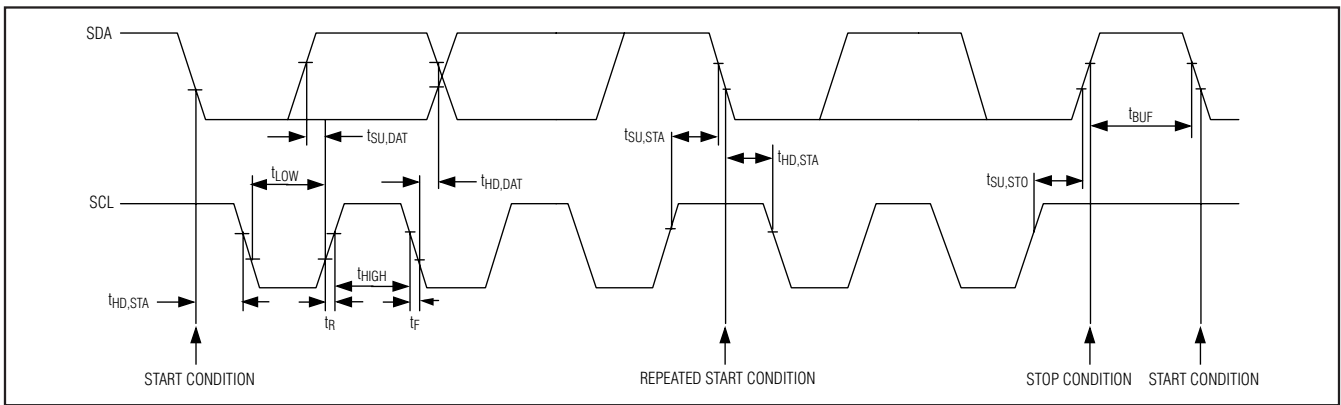 SDA
tSU,DAT
tSU,STA
tBUF
tLOW
tHD,STA
tHD,DAT
tSU,STO
SCL
tHIGH
tHD,STA
tR
tF
START CONDITION
REPEATED START CONDITION
STOP CONDITION
START CONDITION